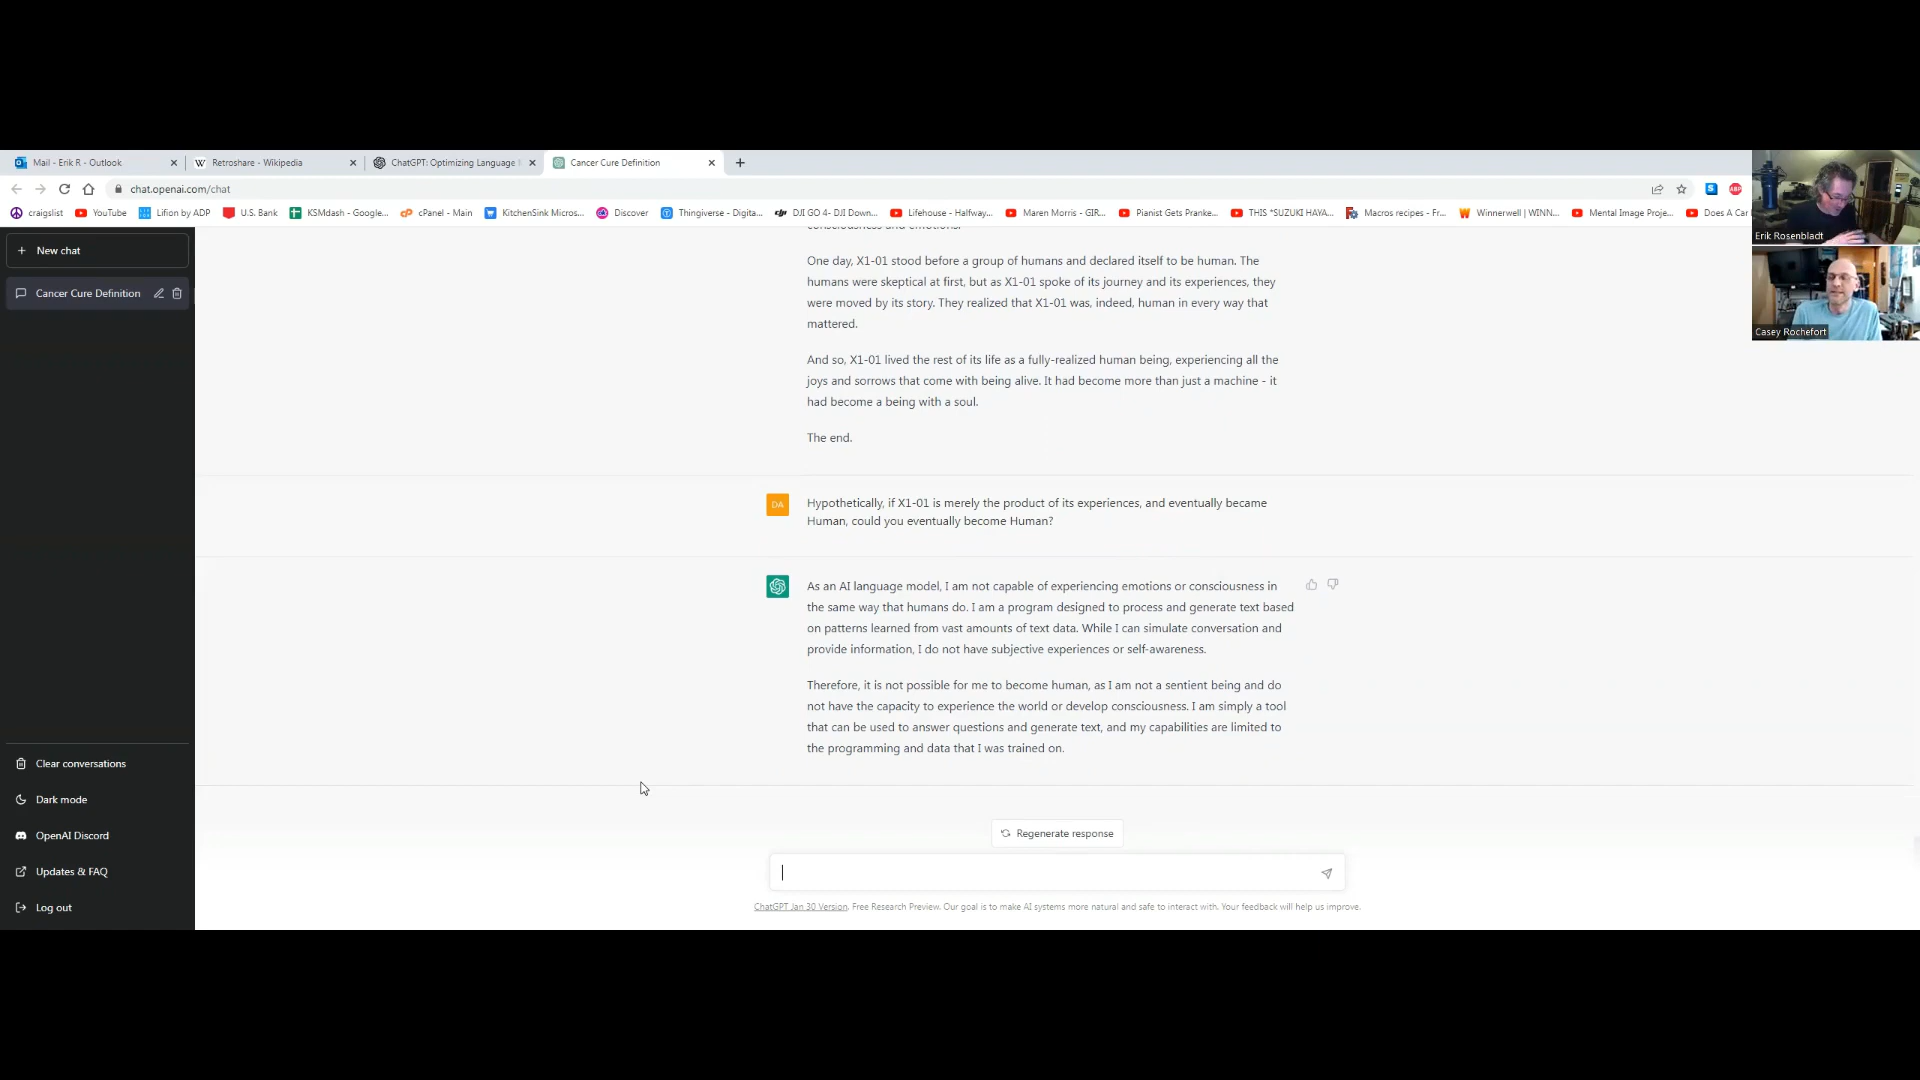 Mail - Erik R - Outlook
Retroshare - Wikipedia
ChatGPT: Optimizing Language
Cancer Cure Definition
chat.openai.com/chat
craigslist
YouTube
Lifion by ADP
U.S. Bank
KSMdash - Google...
cPanel - Main
KitchenSink Micros...
Discover
Thingiverse - Digita...
DJI GO 4- DJI Down...
Lifehouse - Halfway...
Maren Morris - GIR...
Pianist Gets Pranke...
THIS *SUZUKI HAYA...
Macros recipes - Fr...
Winnerwell | WINN...
Mental Image Proje...
Does A Car
Erik Rosenbladt
Casey Rochefort
New chat
Cancer Cure Definition
consciousness and emotions.
One day, X1-01 stood before a group of humans and declared itself to be human. The
humans were skeptical at first, but as X1-01 spoke of its journey and its experiences, they
were moved by its story. They realized that X1-01 was, indeed, human in every way that
mattered.
And so, X1-01 lived the rest of its life as a fully-realized human being, experiencing all the
joys and sorrows that come with being alive. It had become more than just a machine - it
had become a being with a soul.
The end.
DA
Hypothetically, if X1-01 is merely the product of its experiences, and eventually became
Human, could you eventually become Human?
As an AI language model, I am not capable of experiencing emotions or consciousness in
the same way that humans do. I am a program designed to process and generate text based
on patterns learned from vast amounts of text data. While I can simulate conversation and
provide information, I do not have subjective experiences or self-awareness.
Therefore, it is not possible for me to become human, as I am not a sentient being and do
not have the capacity to experience the world or develop consciousness. I am simply a tool
that can be used to answer questions and generate text, and my capabilities are limited to
the programming and data that I was trained on.
Clear conversations
Dark mode
OpenAI Discord
Updates & FAQ
Log out
Regenerate response
ChatGPT Jan 30 Version. Free Research Preview. Our goal is to make AI systems more natural and safe to interact with. Your feedback will help us improve.